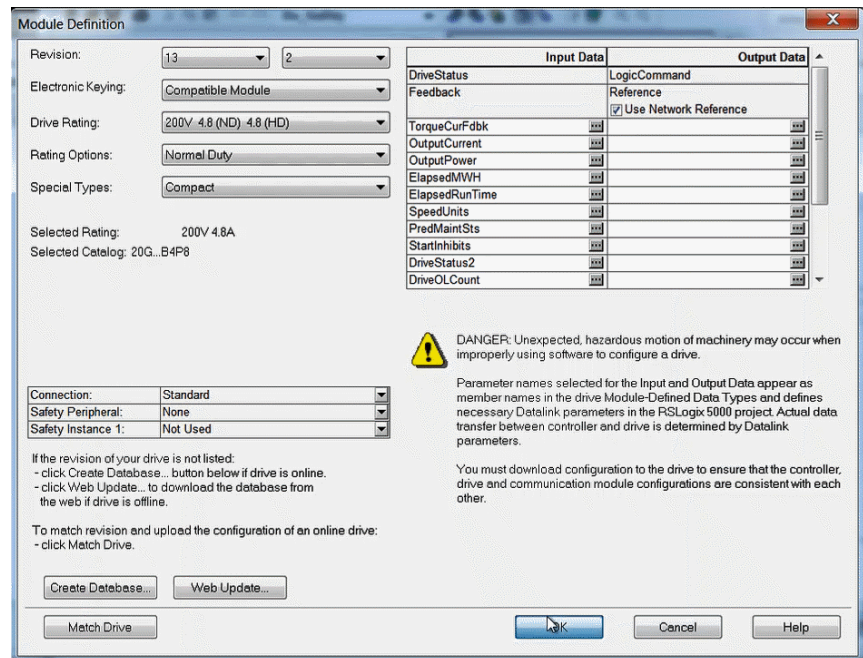 Module Definition
Revision: 13 2
Electronic Keying: Compatible Module
Drive Rating: 200V 4.8 (ND) 4.8 (HD)
Rating Options: Normal Duty
Special Types: Compact
Selected Rating: 200V 4.8A
Selected Catalog: 20G...B4P8
Input Data Output Data
DriveStatus LogicCommand
Feedback Reference
Use Network Reference
TorqueCurFdbk
OutputCurrent
OutputPower
ElapsedMWH
ElapsedRunTime
SpeedUnits
PredMaintSts
StartInhibits
DriveStatus2
DriveOLCount
DANGER: Unexpected, hazardous motion of machinery may occur when
improperly using software to configure a drive.
Parameter names selected for the Input and Output Data appear as
member names in the drive Module-Defined Data Types and defines
necessary Datalink parameters in the RSLogix 5000 project. Actual data
transfer between controller and drive is determined by Datalink
parameters.
You must download configuration to the drive to ensure that the controller,
drive and communication module configurations are consistent with each
other.
Connection: Standard
Safety Peripheral: None
Safety Instance 1: Not Used
If the revision of your drive is not listed:
- click Create Database... button below if drive is online.
- click Web Update... to download the database from
the web if drive is offline.
To match revision and upload the configuration of an online drive:
- click Match Drive.
Create Database... Web Update...
Match Drive OK Cancel Help